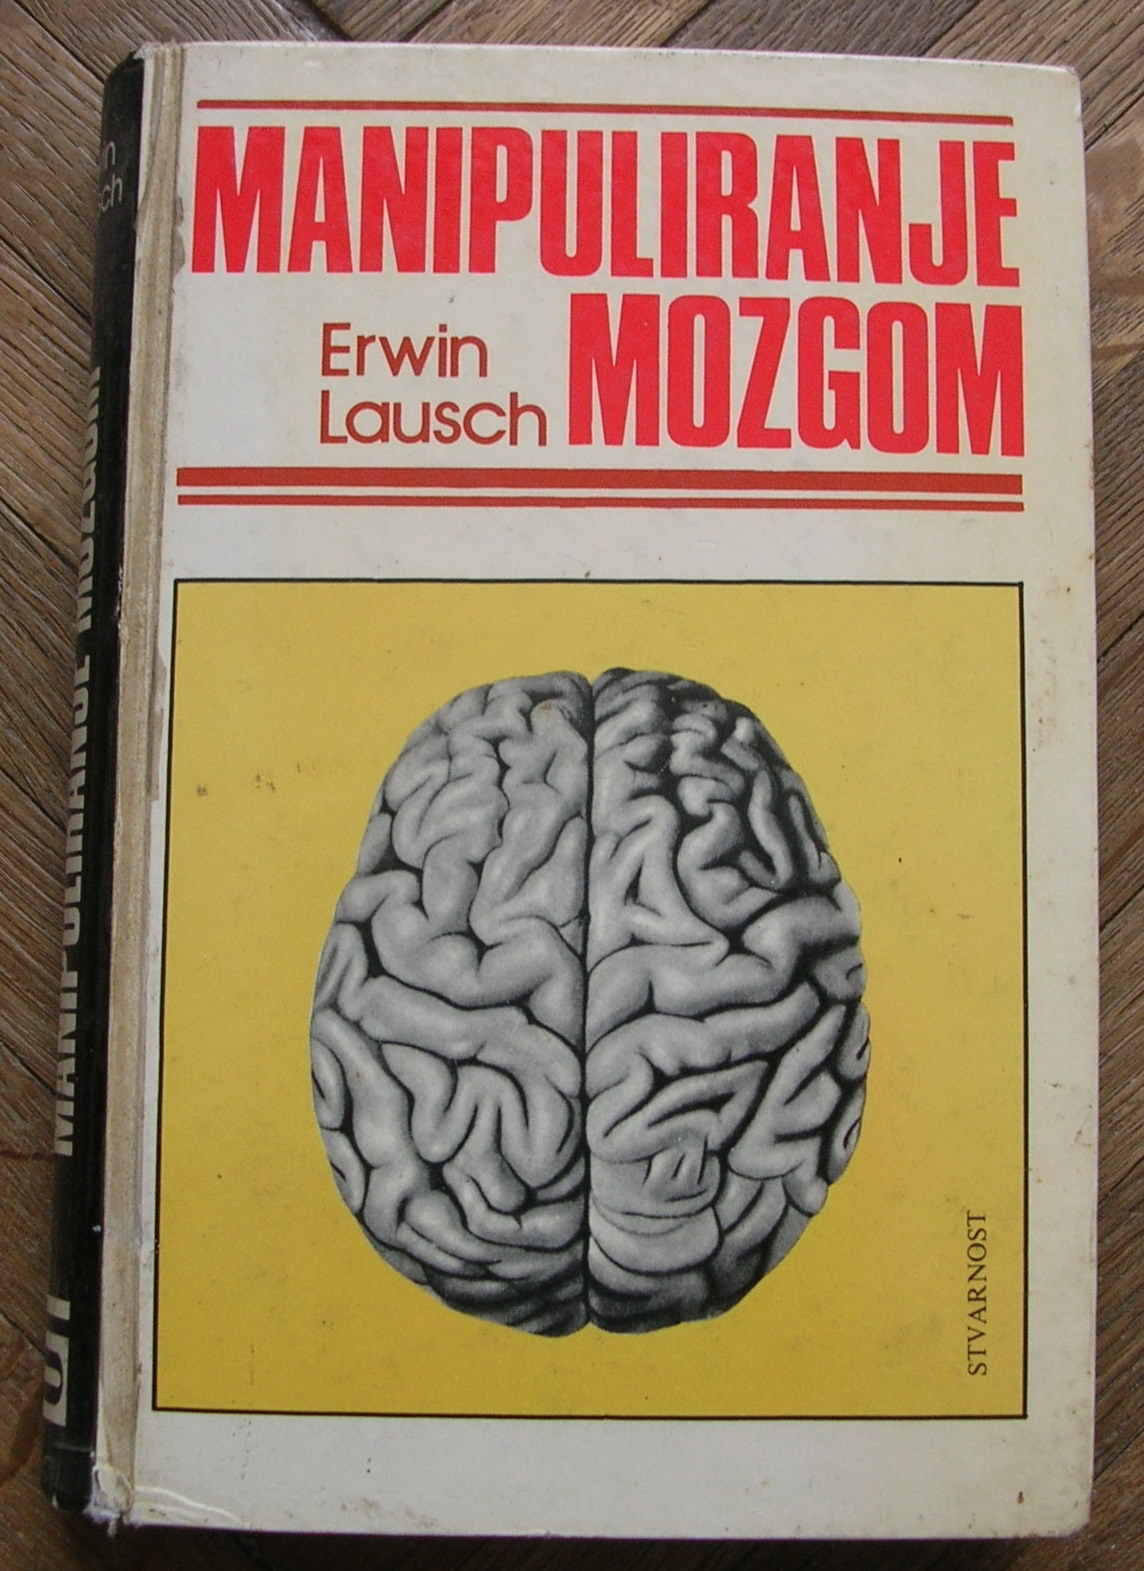 MANIPULIRANJE
MOZGOM
Erwin
Lausch
STVARNOST
MANIPULIRANJE MOZGOM